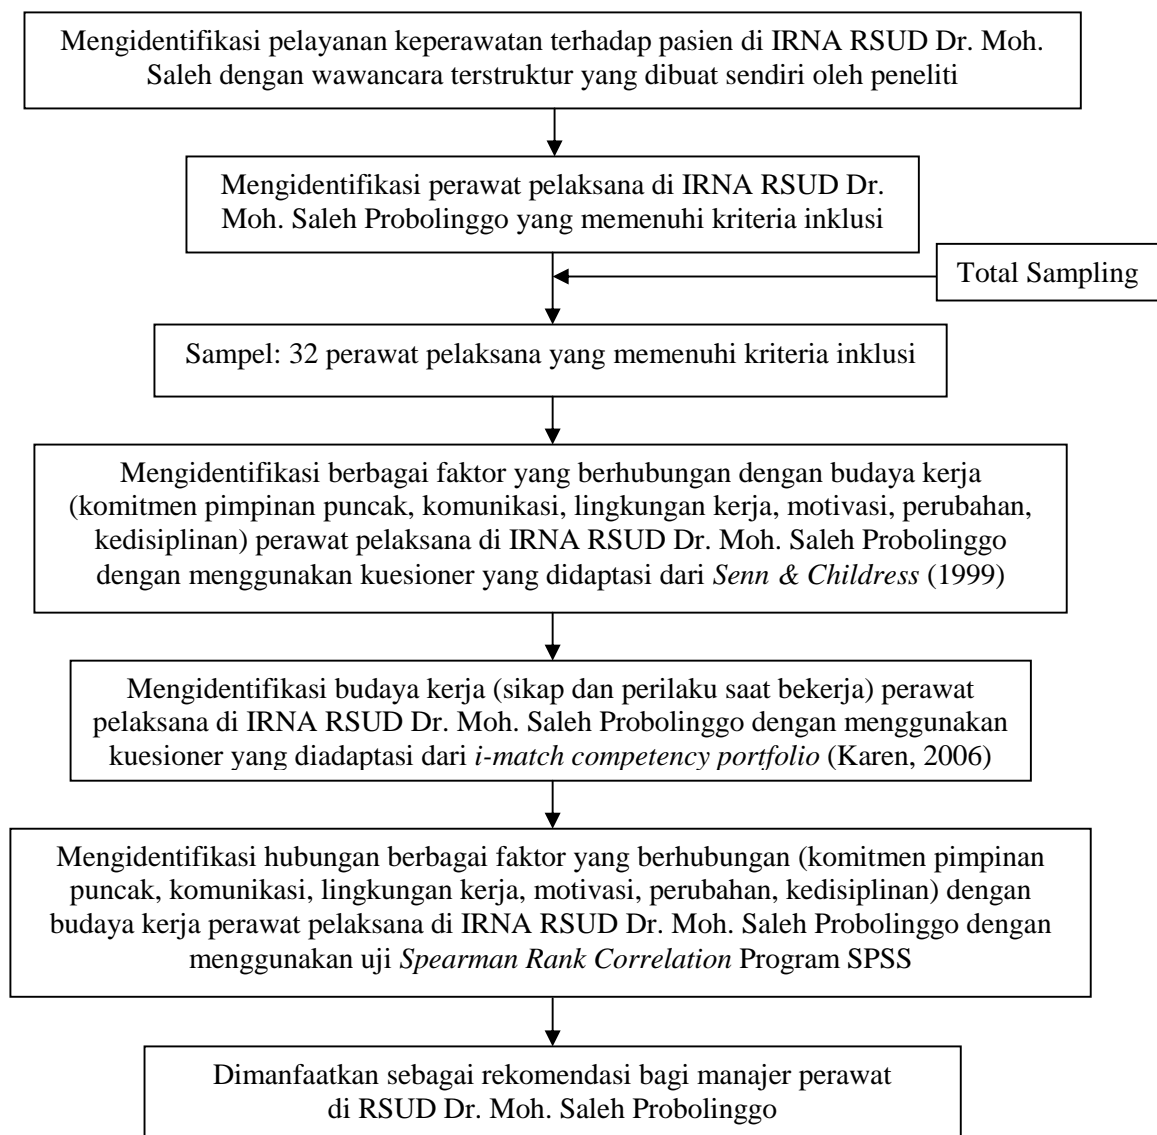 Mengidentifikasi pelayanan keperawatan terhadap pasien di IRNA RSUD Dr. Moh.
Saleh dengan wawancara terstruktur yang dibuat sendiri oleh peneliti
Mengidentifikasi perawat pelaksana di IRNA RSUD Dr.
Moh. Saleh Probolinggo yang memenuhi kriteria inklusi
Total Sampling
Sampel: 32 perawat pelaksana yang memenuhi kriteria inklusi
Mengidentifikasi berbagai faktor yang berhubungan dengan budaya kerja
(komitmen pimpinan puncak, komunikasi, lingkungan kerja, motivasi, perubahan,
kedisiplinan) perawat pelaksana di IRNA RSUD Dr. Moh. Saleh Probolinggo
dengan menggunakan kuesioner yang didaptasi dari Senn & Childress (1999)
Mengidentifikasi budaya kerja (sikap dan perilaku saat bekerja) perawat
pelaksana di IRNA RSUD Dr. Moh. Saleh Probolinggo dengan menggunakan
kuesioner yang diadaptasi dari i-match competency portfolio (Karen, 2006)
Mengidentifikasi hubungan berbagai faktor yang berhubungan (komitmen pimpinan
puncak, komunikasi, lingkungan kerja, motivasi, perubahan, kedisiplinan) dengan
budaya kerja perawat pelaksana di IRNA RSUD Dr. Moh. Saleh Probolinggo dengan
menggunakan uji Spearman Rank Correlation Program SPSS
Dimanfaatkan sebagai rekomendasi bagi manajer perawat
di RSUD Dr. Moh. Saleh Probolinggo